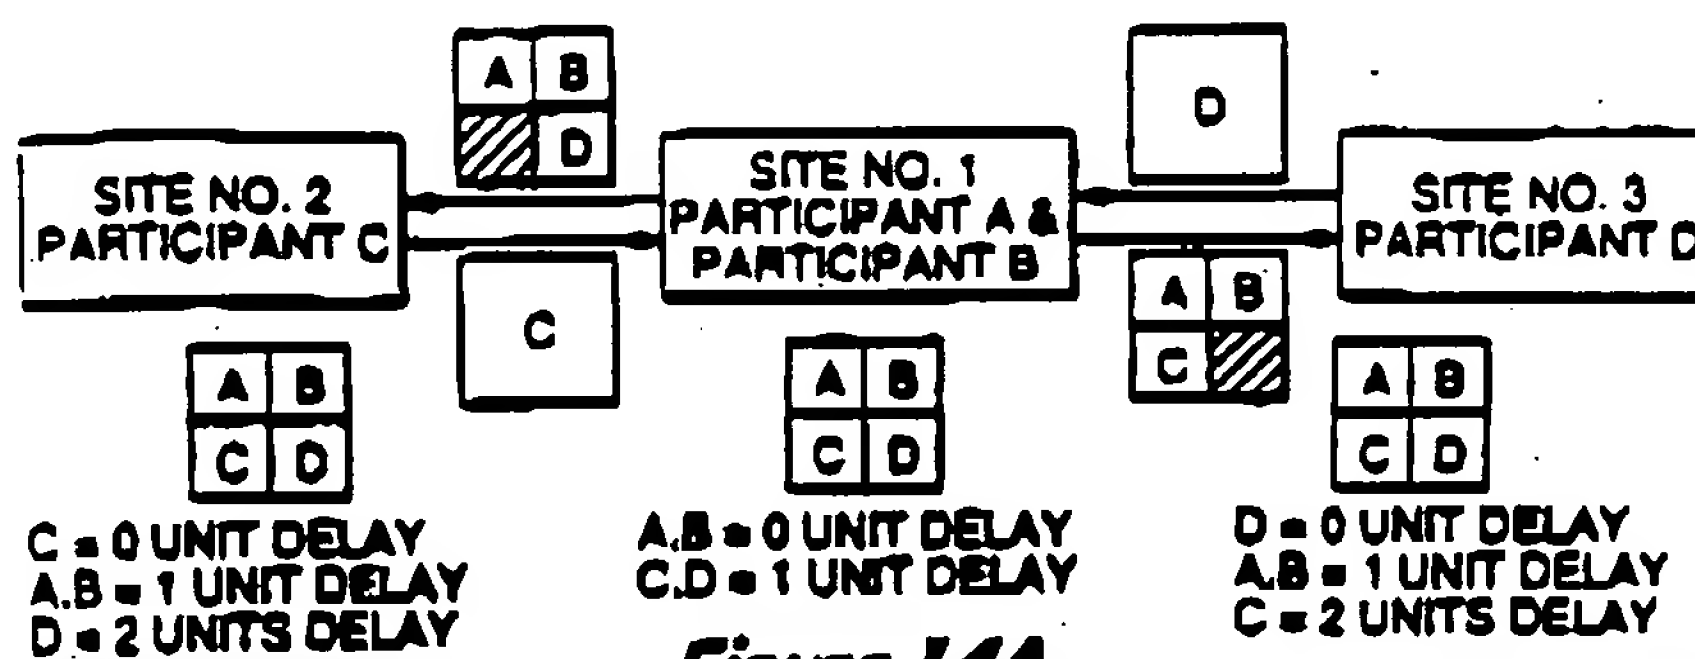 A B
D
D
SITE NO. 2
PARTICIPANT C
SITE NO. 1
PARTICIPANT A &
PARTICIPANT B
SITE NO. 3
PARTICIPANT D
C
A B
C
A B
C D
A B
C D
A B
C D
C = 0 UNIT DELAY
A.B = 1 UNIT DELAY
D = 2 UNITS DELAY
A.B = 0 UNIT DELAY
C.D = 1 UNIT DELAY
D = 0 UNIT DELAY
A.B = 1 UNIT DELAY
C = 2 UNITS DELAY
Figure